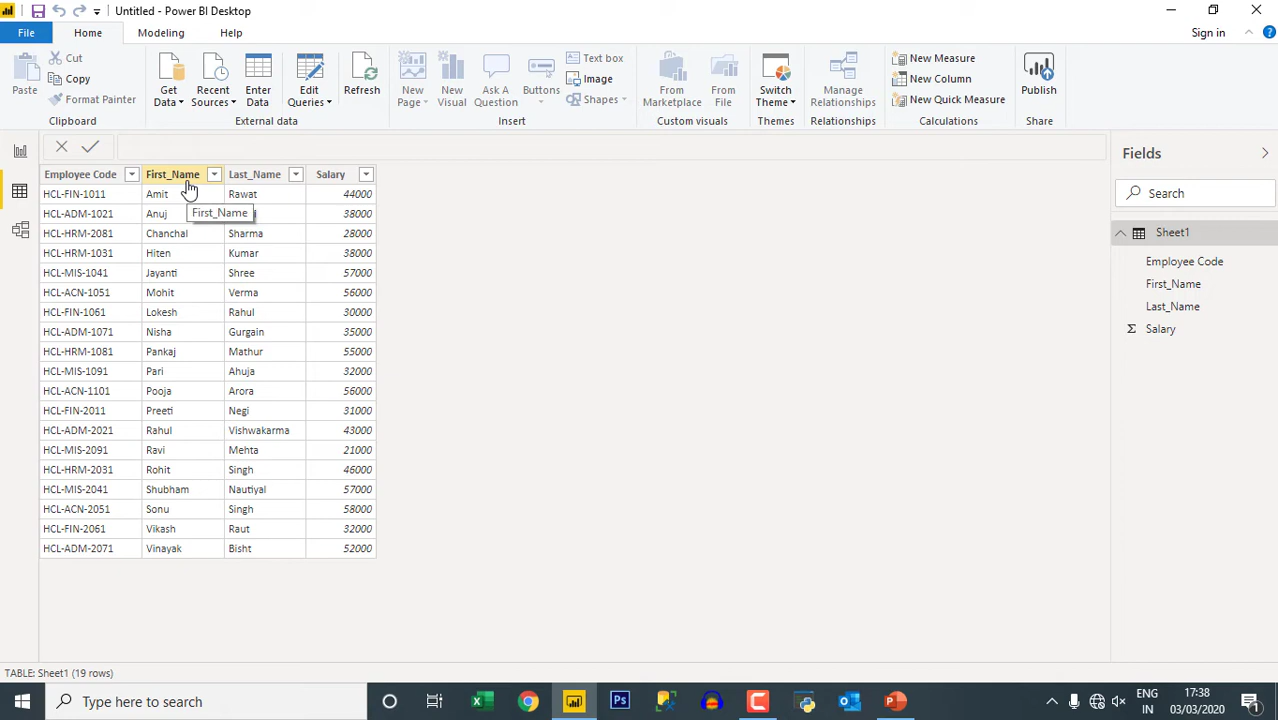 Untitled - Power BI Desktop
File Home Modeling Help Sign in
Paste Cut Copy Format Painter
Get Data Recent Sources Enter Data Edit Queries Refresh
New Page New Visual Ask A Question Buttons Text box Image Shapes
From Marketplace From File Switch Theme Manage Relationships
New Measure New Column New Quick Measure Publish
Clipboard External data Insert Custom visuals Themes Relationships Calculations Share
Employee Code First_Name Last_Name Salary
HCL-FIN-1011 Amit Rawat 44000
HCL-ADM-1021 Anuj 38000
First_Name
HCL-HRM-2081 Chanchal Sharma 28000
HCL-HRM-1031 Hiten Kumar 38000
HCL-MIS-1041 Jayanti Shree 57000
HCL-ACN-1051 Mohit Verma 56000
HCL-FIN-1061 Lokesh Rahul 30000
HCL-ADM-1071 Nisha Gurgain 35000
HCL-HRM-1081 Pankaj Mathur 55000
HCL-MIS-1091 Pari Ahuja 32000
HCL-ACN-1101 Pooja Arora 56000
HCL-FIN-2011 Preeti Negi 31000
HCL-ADM-2021 Rahul Vishwakarma 43000
HCL-MIS-2091 Ravi Mehta 21000
HCL-HRM-2031 Rohit Singh 46000
HCL-MIS-2041 Shubham Nautiyal 57000
HCL-ACN-2051 Sonu Singh 58000
HCL-FIN-2061 Vikash Raut 32000
HCL-ADM-2071 Vinayak Bisht 52000
Fields
Search
Sheet1
Employee Code
First_Name
Last_Name
Σ Salary
TABLE: Sheet1 (19 rows)
Type here to search
ENG
IN
17:38
03/03/2020
1